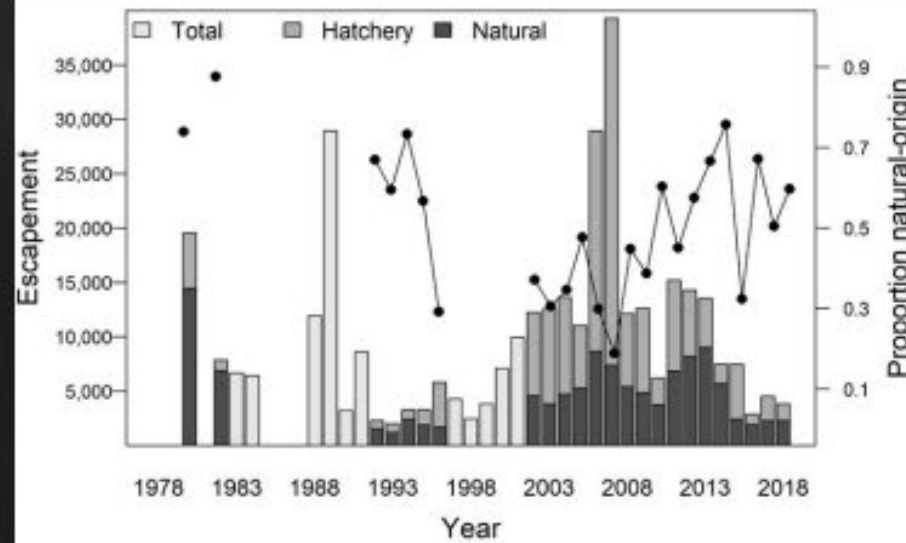 Total Hatchery Natural
35,000
30,000
25,000
20,000
15,000
10,000
5,000
Escapement
0.9
0.7
0.5
0.3
0.1
Proportion natural-origin
1978 1983 1988 1993 1998 2003 2008 2013 2018
Year